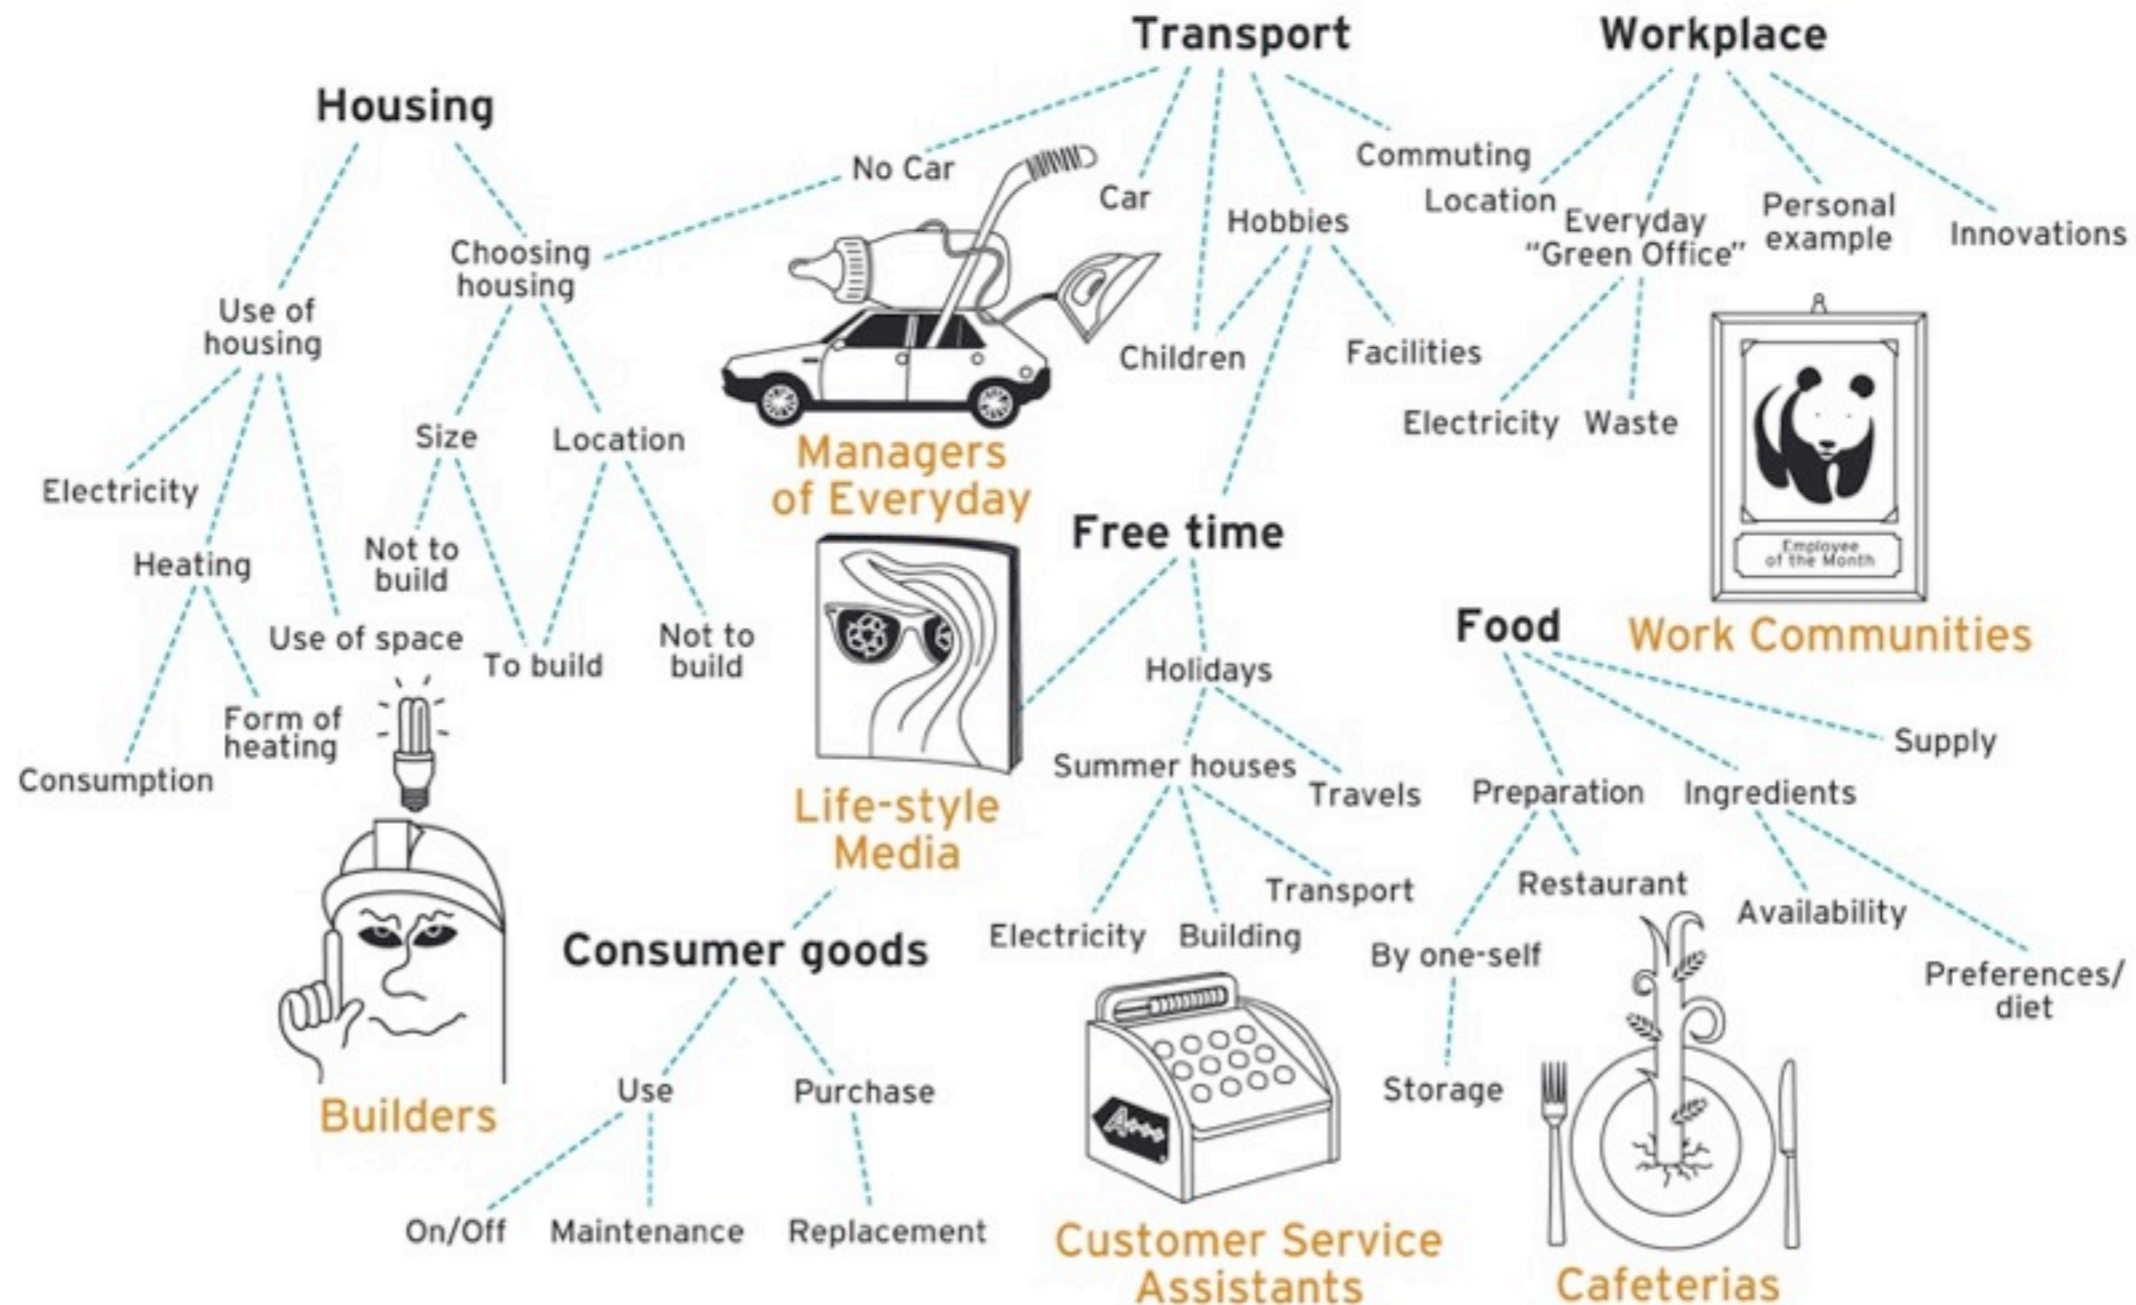 Transport
Workplace
Housing
No Car
Car
Hobbies
Commuting
Location
Everyday
“Green Office”
Personal
example
Innovations
Choosing
housing
Use of
housing
Children
Facilities
Electricity
Waste
Size
Location
Managers
of Everyday
Electricity
Heating
Not to
build
Use of space
To build
Not to
build
Free time
Employee
of the Month
Food
Work Communities
Form of
heating
Consumption
Holidays
Summer houses
Travels
Supply
Preparation
Ingredients
Life-style
Media
Transport
Electricity
Building
Restaurant
Availability
By one-self
Preferences/
diet
Consumer goods
Use
Purchase
Storage
Builders
A+++
On/Off
Maintenance
Replacement
Customer Service
Assistants
Cafeterias